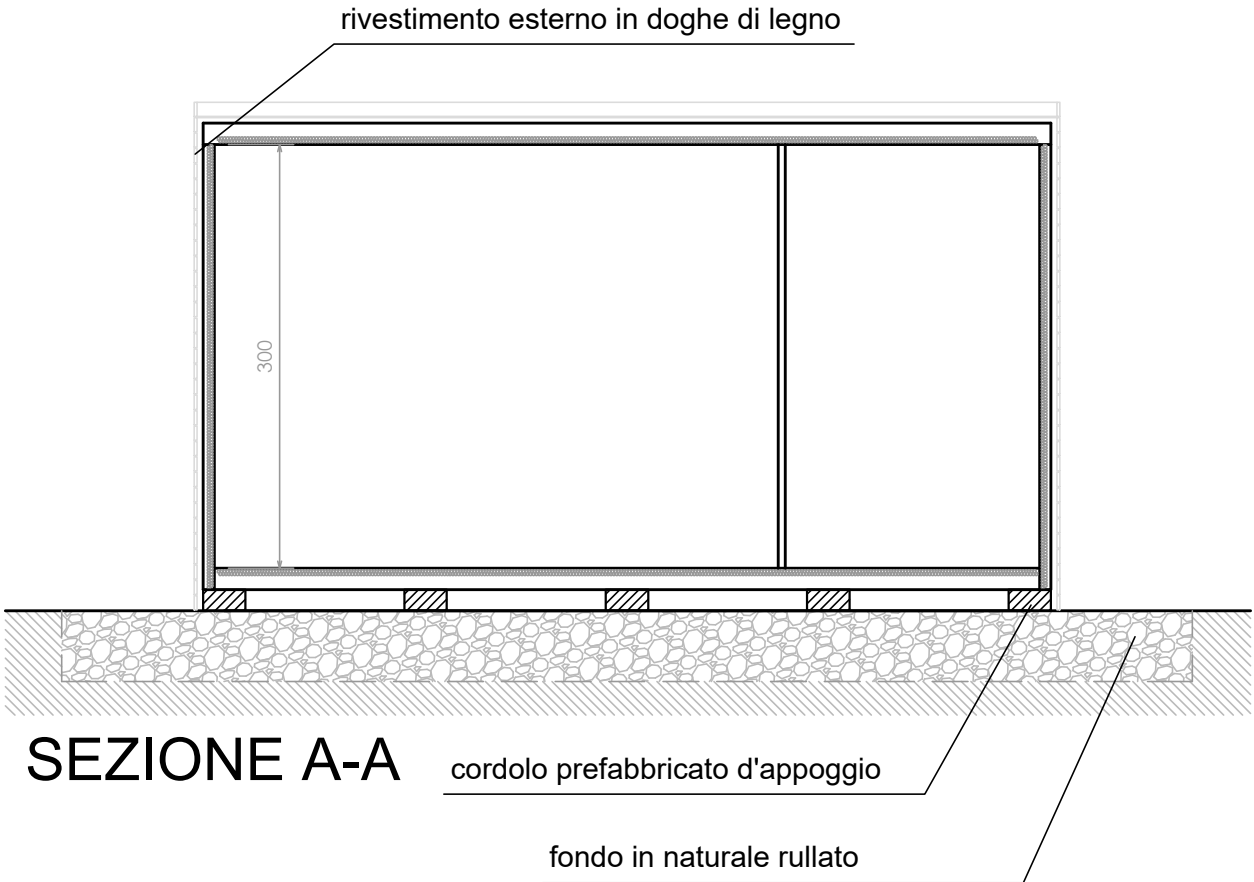 rivestimento esterno in doghe di legno
300
SEZIONE A-A
cordolo prefabbricato d'appoggio
fondo in naturale rullato